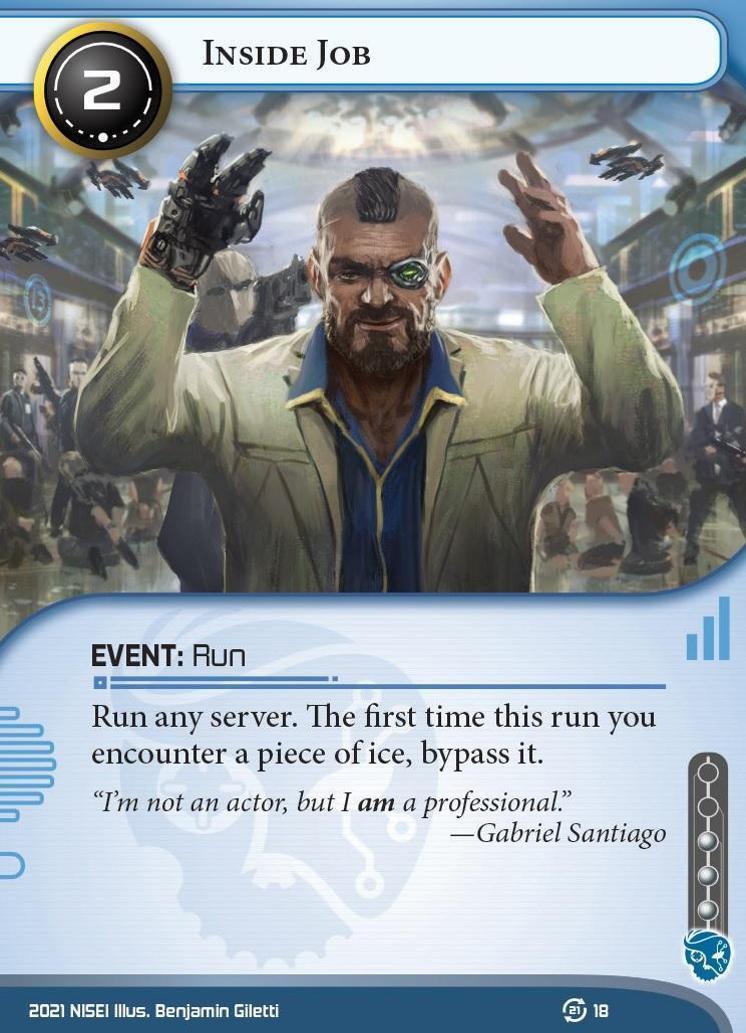 2
Inside Job
EVENT: Run
Run any server. The first time this run you
encounter a piece of ice, bypass it.
“I’m not an actor, but I am a professional.”
—Gabriel Santiago
2021 NISEI Illus. Benjamin Giletti
21 18